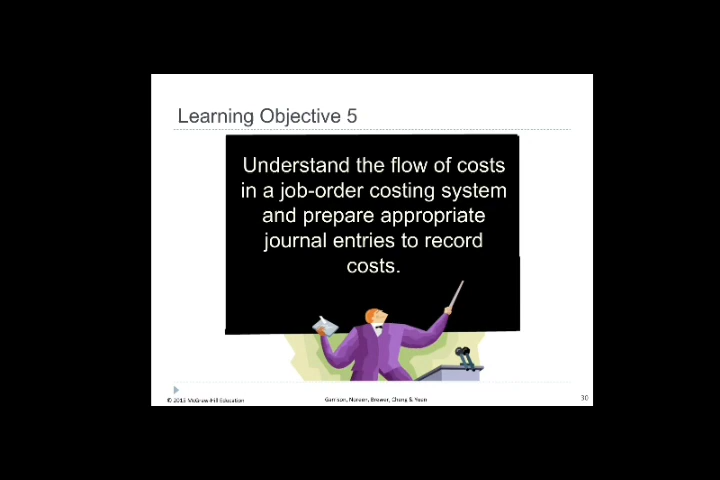 Learning Objective 5
Understand the flow of costs
in a job-order costing system
and prepare appropriate
journal entries to record
costs.
© 2015 McGraw-Hill Education
Garrison, Noreen, Brewer, Cheng & Yuen
30